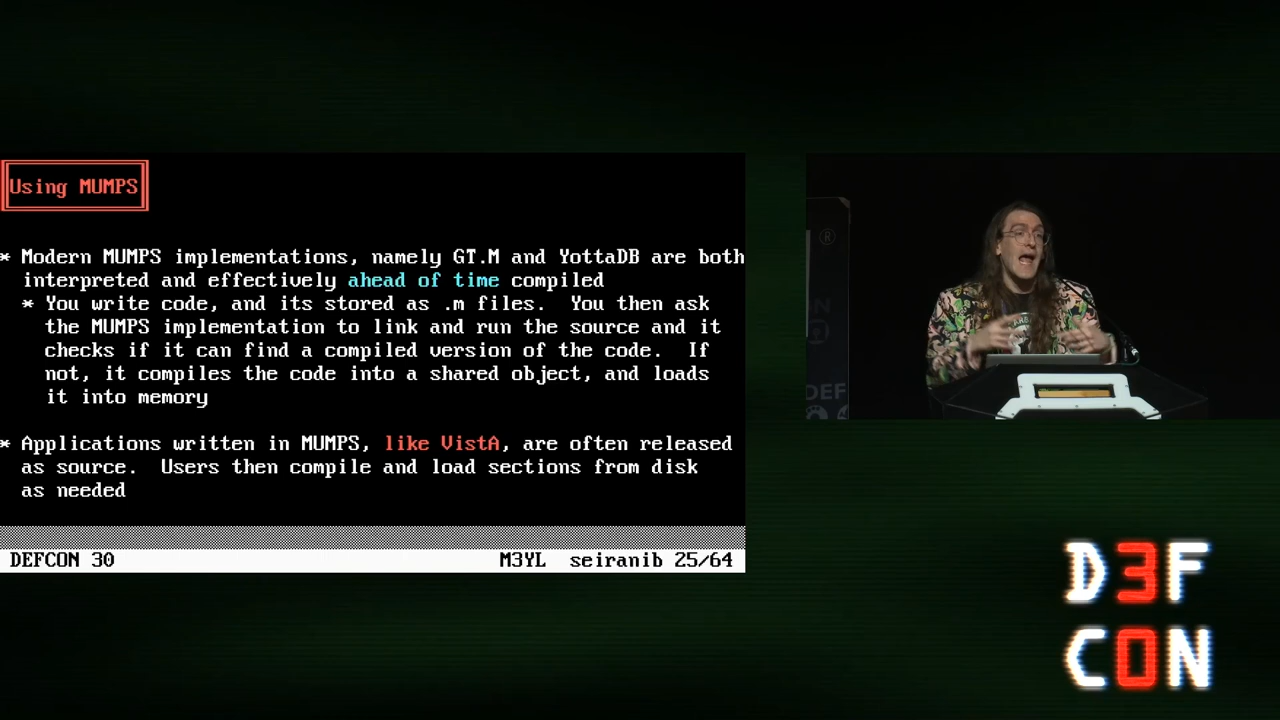 Using MUMPS
* Modern MUMPS implementations, namely GT.M and YottaDB are both
interpreted and effectively ahead of time compiled
* You write code, and its stored as .m files. You then ask
the MUMPS implementation to link and run the source and it
checks if it can find a compiled version of the code. If
not, it compiles the code into a shared object, and loads
it into memory
* Applications written in MUMPS, like VistA, are often released
as source. Users then compile and load sections from disk
as needed
DEFCON 30
M3YL seiranib 25/64
®
DEF
D3F
C0N